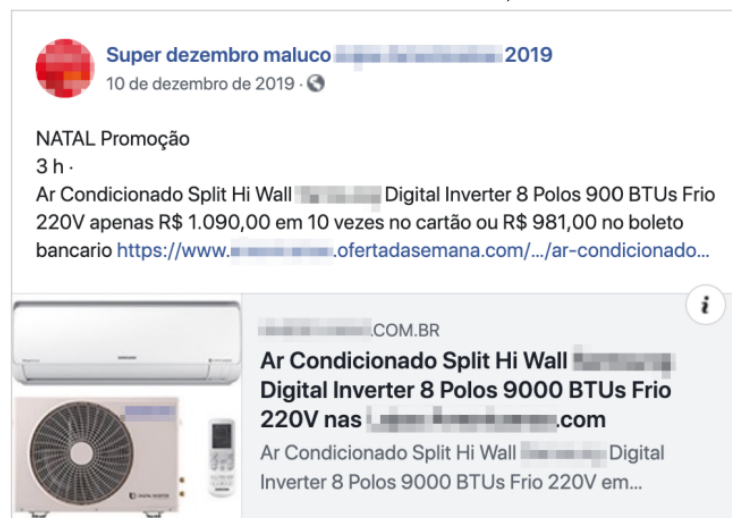 Super dezembro maluco 2019
10 de dezembro de 2019 ·
NATAL Promoção
3 h ·
Ar Condicionado Split Hi Wall Digital Inverter 8 Polos 900 BTUs Frio
220V apenas R$ 1.090,00 em 10 vezes no cartão ou R$ 981,00 no boleto
bancario https://www. .ofertadasemana.com/.../ar-condicionado...
i
.COM.BR
Ar Condicionado Split Hi Wall
Digital Inverter 8 Polos 9000 BTUs Frio
220V nas .com
Ar Condicionado Split Hi Wall Digital
Inverter 8 Polos 9000 BTUs Frio 220V em...